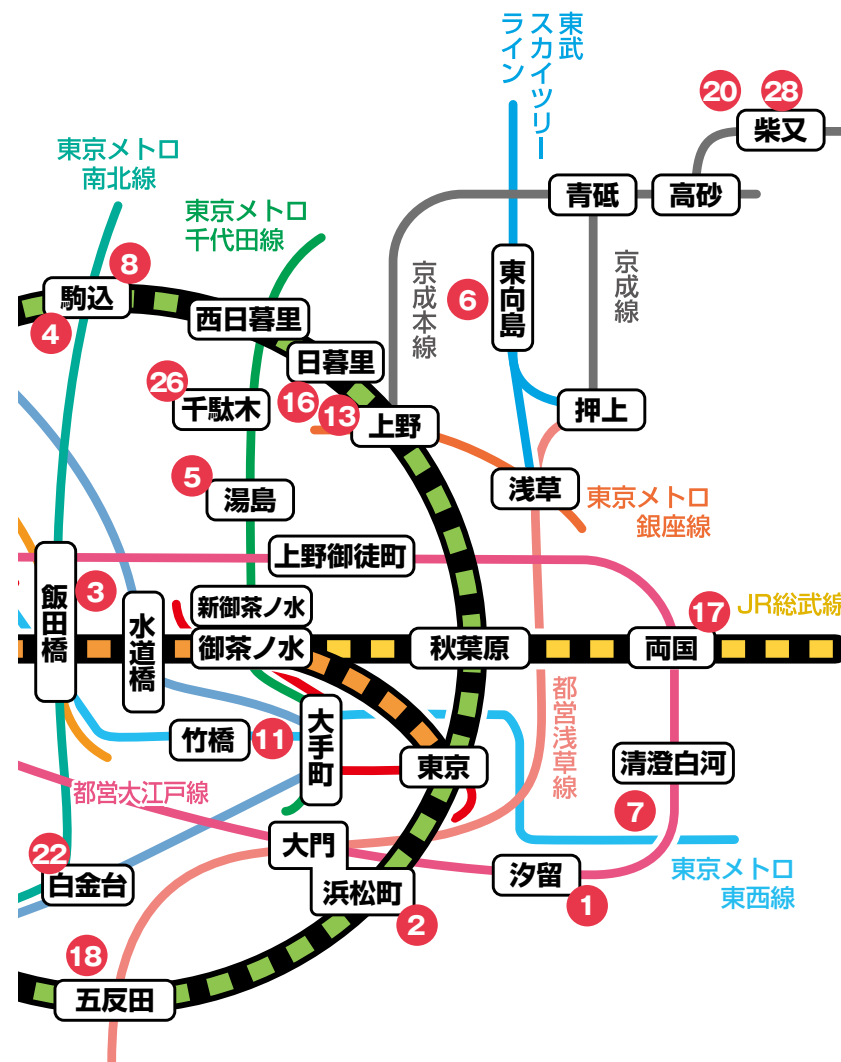 東武
スカイツリー
ライン
20
28
柴又
東京メトロ
南北線
東京メトロ
千代田線
青砥
高砂
8
駒込
4
西日暮里
日暮里
京成本線
6
東向島
京成線
26
千駄木
16
13
上野
押上
5
湯島
浅草
東京メトロ
銀座線
上野御徒町
飯田橋
3
水道橋
新御茶ノ水
御茶ノ水
秋葉原
17
両国
JR総武線
竹橋
11
大手町
東京
都営浅草線
清澄白河
7
都営大江戸線
22
白金台
大門
浜松町
2
汐留
1
東京メトロ
東西線
18
五反田